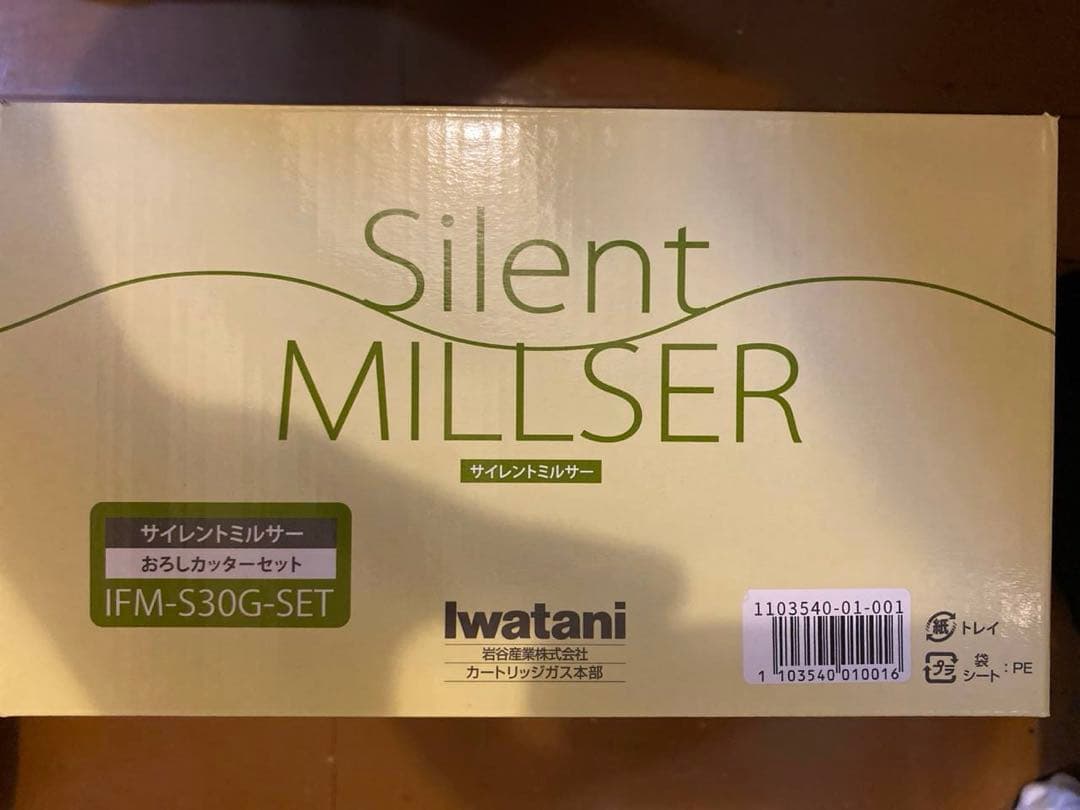 Silent
MILLSER
サイレントミルサー
サイレントミルサー
おろしカッターセット
IFM-S30G-SET
Iwatani
岩谷産業株式会社
カートリッジガス本部
1103540-01-001
1 103540 010016
紙 トレイ
プラ 袋 シート : PE